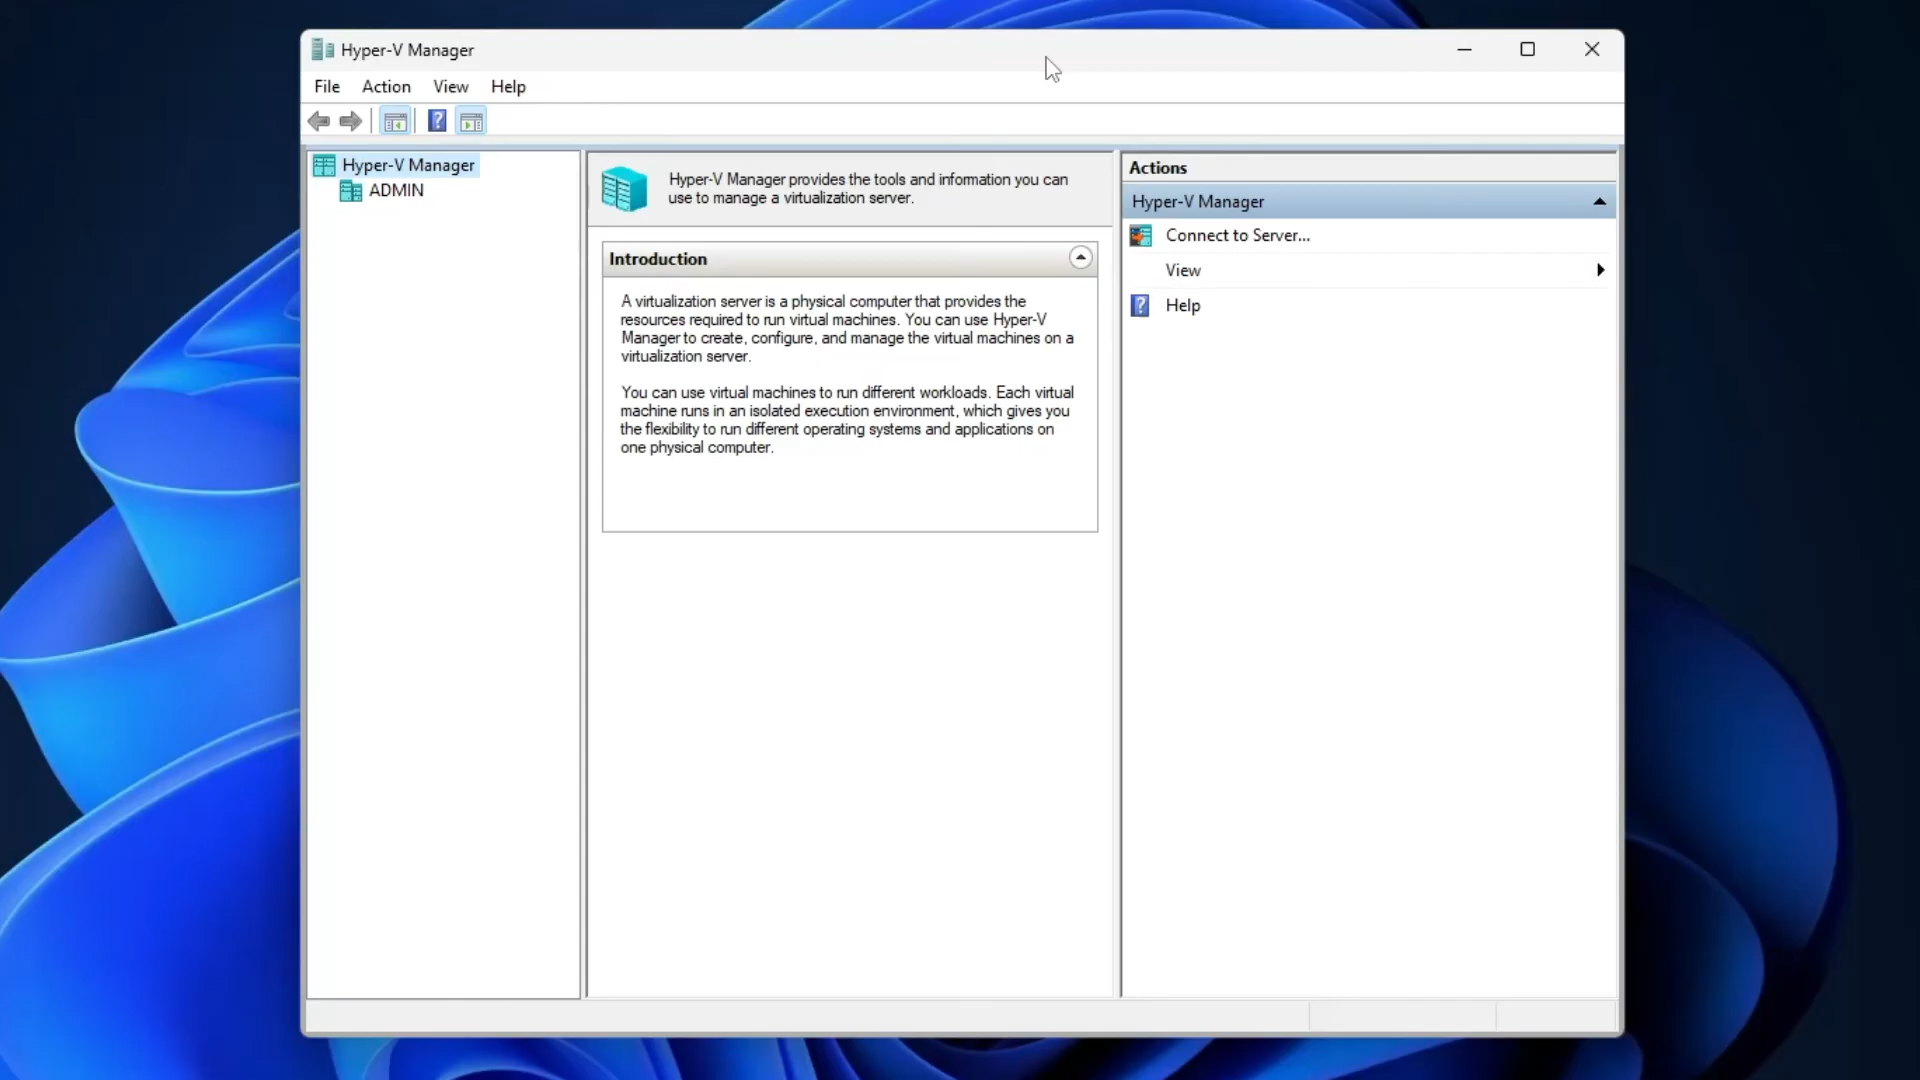 Hyper-V Manager
File Action View Help
Hyper-V Manager
ADMIN
Hyper-V Manager provides the tools and information you can
use to manage a virtualization server.
Introduction
A virtualization server is a physical computer that provides the
resources required to run virtual machines. You can use Hyper-V
Manager to create, configure, and manage the virtual machines on a
virtualization server.
You can use virtual machines to run different workloads. Each virtual
machine runs in an isolated execution environment, which gives you
the flexibility to run different operating systems and applications on
one physical computer.
Actions
Hyper-V Manager
Connect to Server...
View
Help